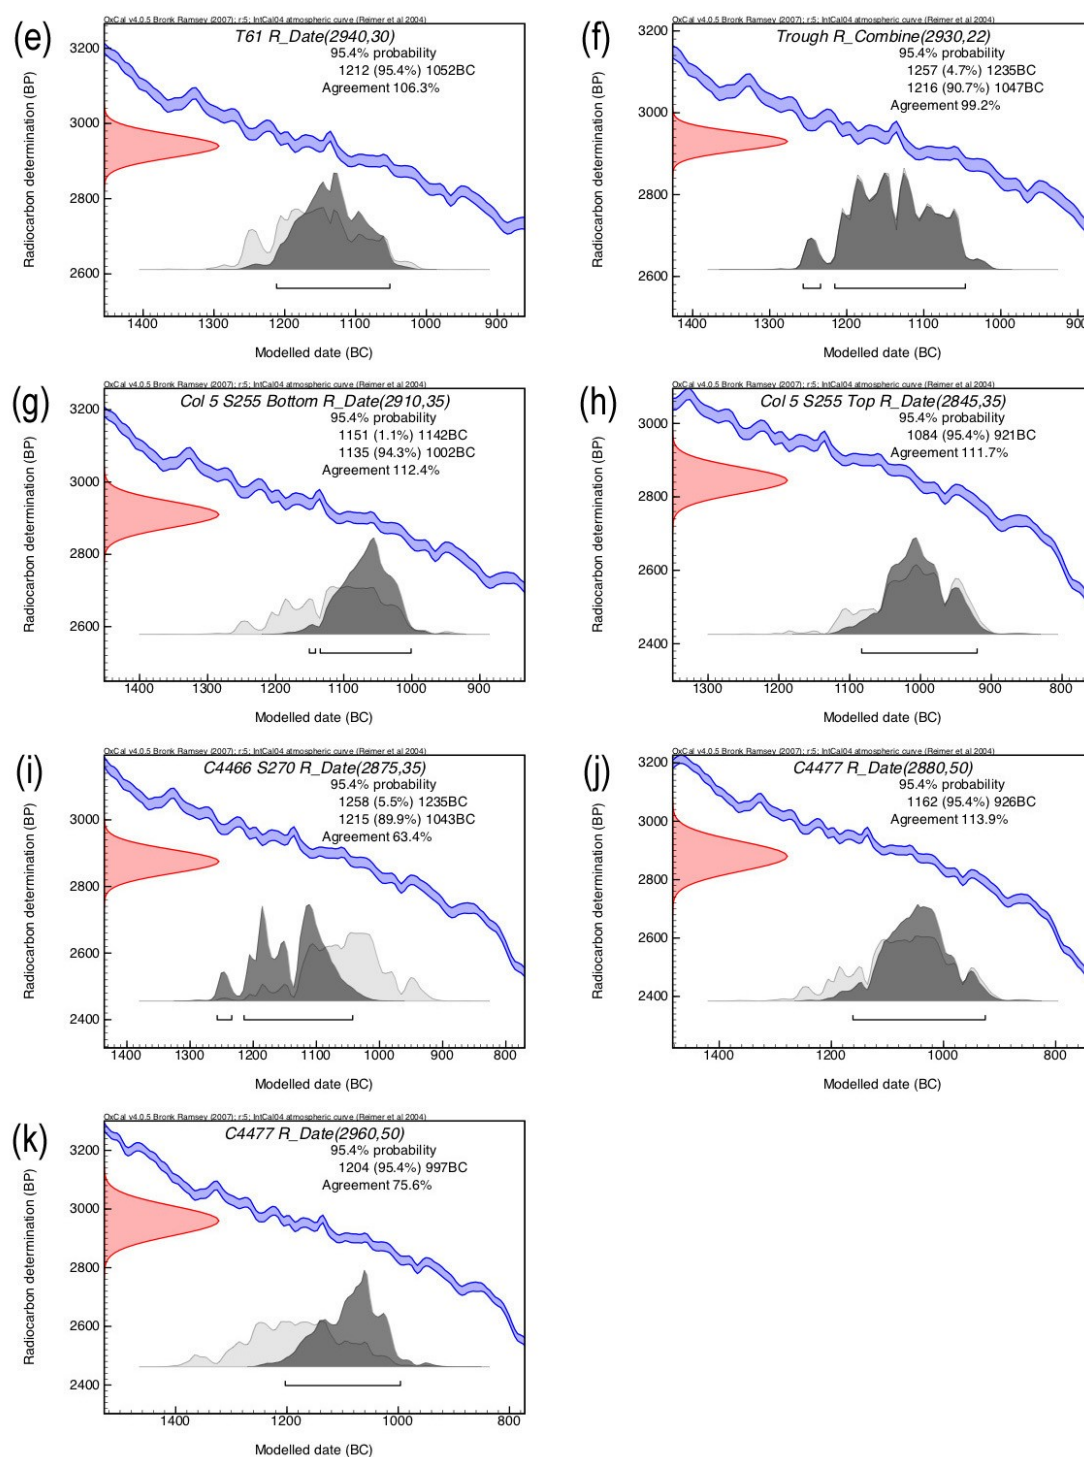 (e)
OxCal v4.0.5 Bronk Ramsey (2007); r:5; IntCal04 atmospheric curve (Reimer et al 2004)
T61 R_Date(2940,30)
95.4% probability
1212 (95.4%) 1052BC
Agreement 106.3%
Radiocarbon determination (BP)
3200
3000
2800
2600
1400 1300 1200 1100 1000 900
Modelled date (BC)
(f)
OxCal v4.0.5 Bronk Ramsey (2007); r:5; IntCal04 atmospheric curve (Reimer et al 2004)
Trough R_Combine(2930,22)
95.4% probability
1257 (4.7%) 1235BC
1216 (90.7%) 1047BC
Agreement 99.2%
Radiocarbon determination (BP)
3200
3000
2800
2600
1400 1300 1200 1100 1000 900
Modelled date (BC)
(g)
OxCal v4.0.5 Bronk Ramsey (2007); r:5; IntCal04 atmospheric curve (Reimer et al 2004)
Col 5 S255 Bottom R_Date(2910,35)
95.4% probability
1151 (1.1%) 1142BC
1135 (94.3%) 1002BC
Agreement 112.4%
Radiocarbon determination (BP)
3200
3000
2800
2600
1400 1300 1200 1100 1000 900
Modelled date (BC)
(h)
OxCal v4.0.5 Bronk Ramsey (2007); r:5; IntCal04 atmospheric curve (Reimer et al 2004)
Col 5 S255 Top R_Date(2845,35)
95.4% probability
1084 (95.4%) 921BC
Agreement 111.7%
Radiocarbon determination (BP)
3000
2800
2600
2400
1300 1200 1100 1000 900 800
Modelled date (BC)
(i)
OxCal v4.0.5 Bronk Ramsey (2007); r:5; IntCal04 atmospheric curve (Reimer et al 2004)
C4466 S270 R_Date(2875,35)
95.4% probability
1258 (5.5%) 1235BC
1215 (89.9%) 1043BC
Agreement 63.4%
Radiocarbon determination (BP)
3000
2800
2600
2400
1400 1300 1200 1100 1000 900 800
Modelled date (BC)
(j)
OxCal v4.0.5 Bronk Ramsey (2007); r:5; IntCal04 atmospheric curve (Reimer et al 2004)
C4477 R_Date(2880,50)
95.4% probability
1162 (95.4%) 926BC
Agreement 113.9%
Radiocarbon determination (BP)
3200
3000
2800
2600
2400
1400 1200 1000 800
Modelled date (BC)
(k)
OxCal v4.0.5 Bronk Ramsey (2007); r:5; IntCal04 atmospheric curve (Reimer et al 2004)
C4477 R_Date(2960,50)
95.4% probability
1204 (95.4%) 997BC
Agreement 75.6%
Radiocarbon determination (BP)
3200
3000
2800
2600
2400
1400 1200 1000 800
Modelled date (BC)